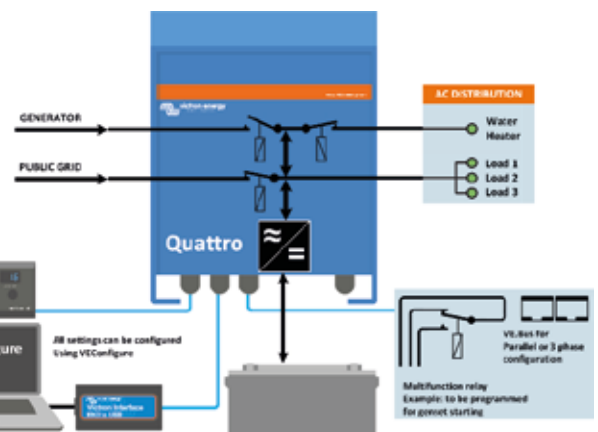 victron energy
AC DISTRIBUTION
GENERATOR
Water
Heater
PUBLIC GRID
Load 1
Load 2
Load 3
Quattro
All settings can be configured
Using VEConfigure
gure
Victron Interface
VE.Bus for
Parallel or 3 phase
configuration
Multifunction relay
Example: to be programmed
for genset starting